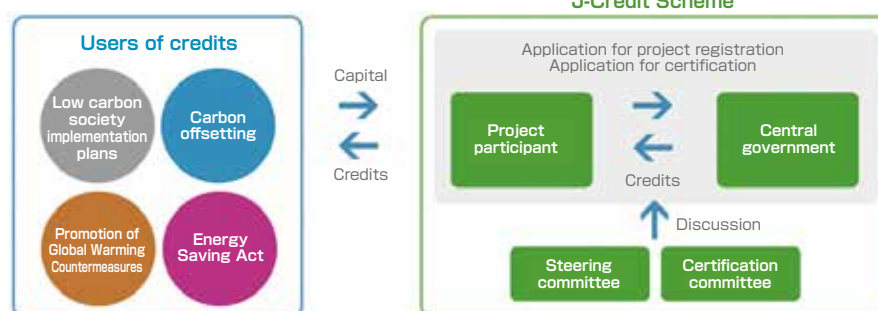 J-Credit Scheme
Users of credits
Low carbon
society
implementation
plans
Carbon
offsetting
Promotion of
Global Warming
Countermeasures
Energy
Saving Act
Capital
Credits
Application for project registration
Application for certification
Project
participant
Central
government
Credits
Discussion
Steering
committee
Certification
committee